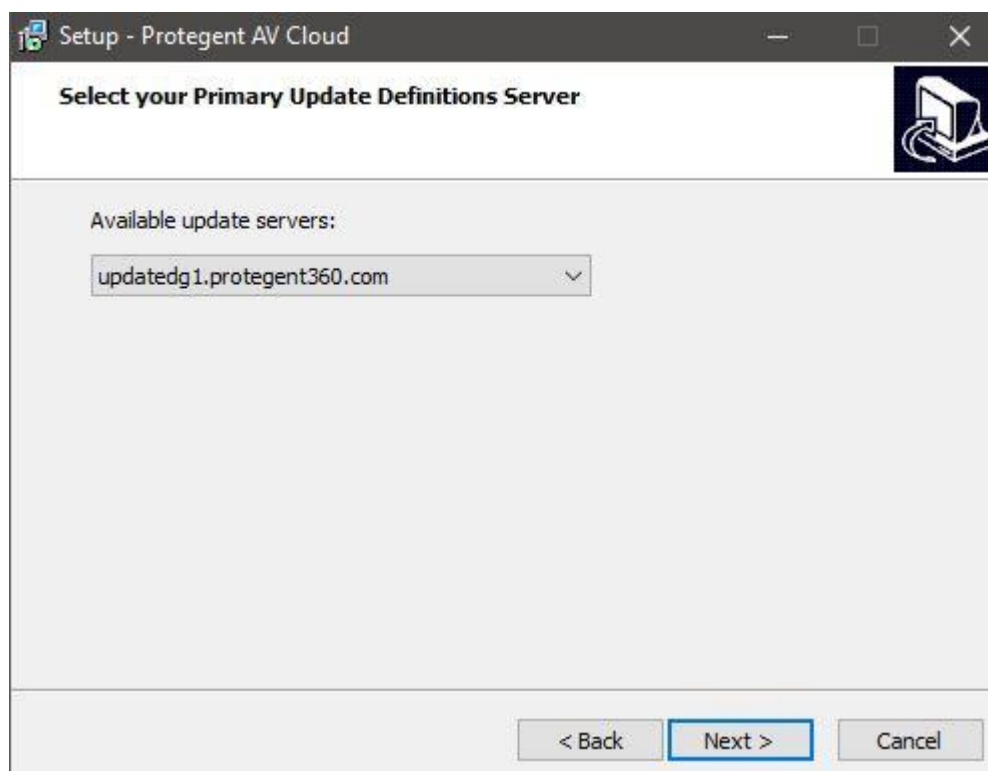 Setup - Protegent AV Cloud
Select your Primary Update Definitions Server
Available update servers:
updatedg1.protegent360.com
< Back
Next >
Cancel